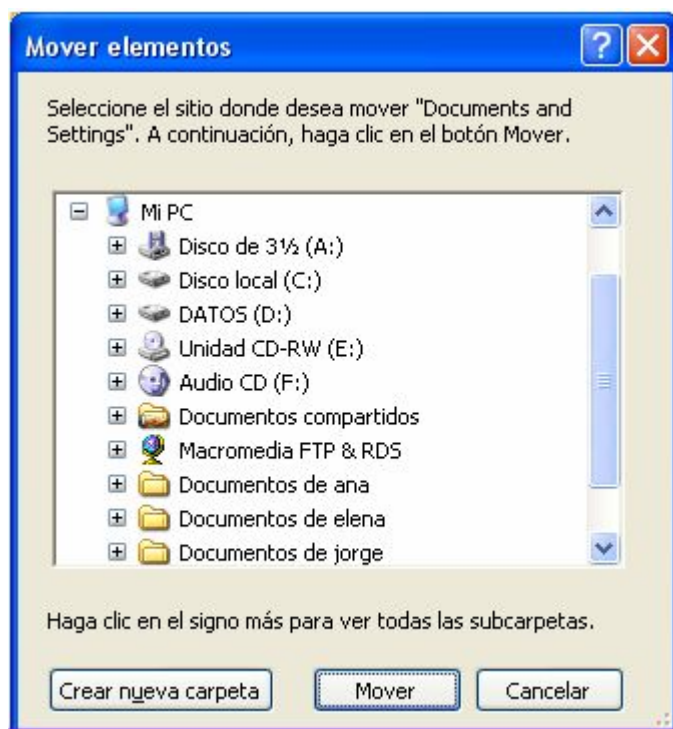 Mover elementos
Seleccione el sitio donde desea mover "Documents and
Settings". A continuación, haga clic en el botón Mover.
Mi PC
Disco de 3½ (A:)
Disco local (C:)
DATOS (D:)
Unidad CD-RW (E:)
Audio CD (F:)
Documentos compartidos
Macromedia FTP & RDS
Documentos de ana
Documentos de elena
Documentos de jorge
Haga clic en el signo más para ver todas las subcarpetas.
Crear nueva carpeta Mover Cancelar